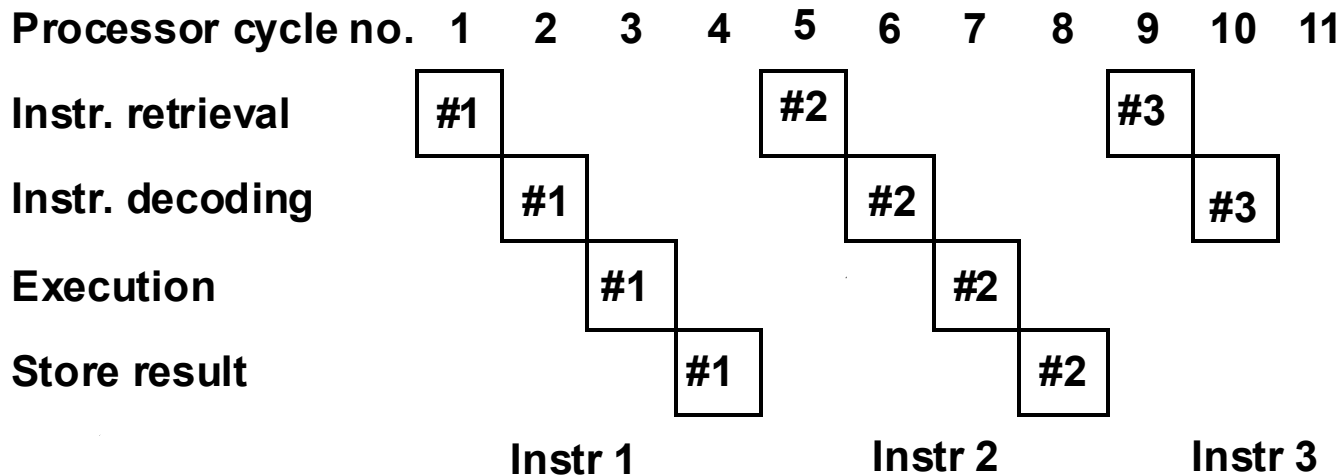 Processor cycle no. 1 2 3 4 5 6 7 8 9 10 11
Instr. retrieval #1 #2 #3
Instr. decoding #1 #2 #3
Execution #1 #2
Store result #1 #2
Instr 1 Instr 2 Instr 3